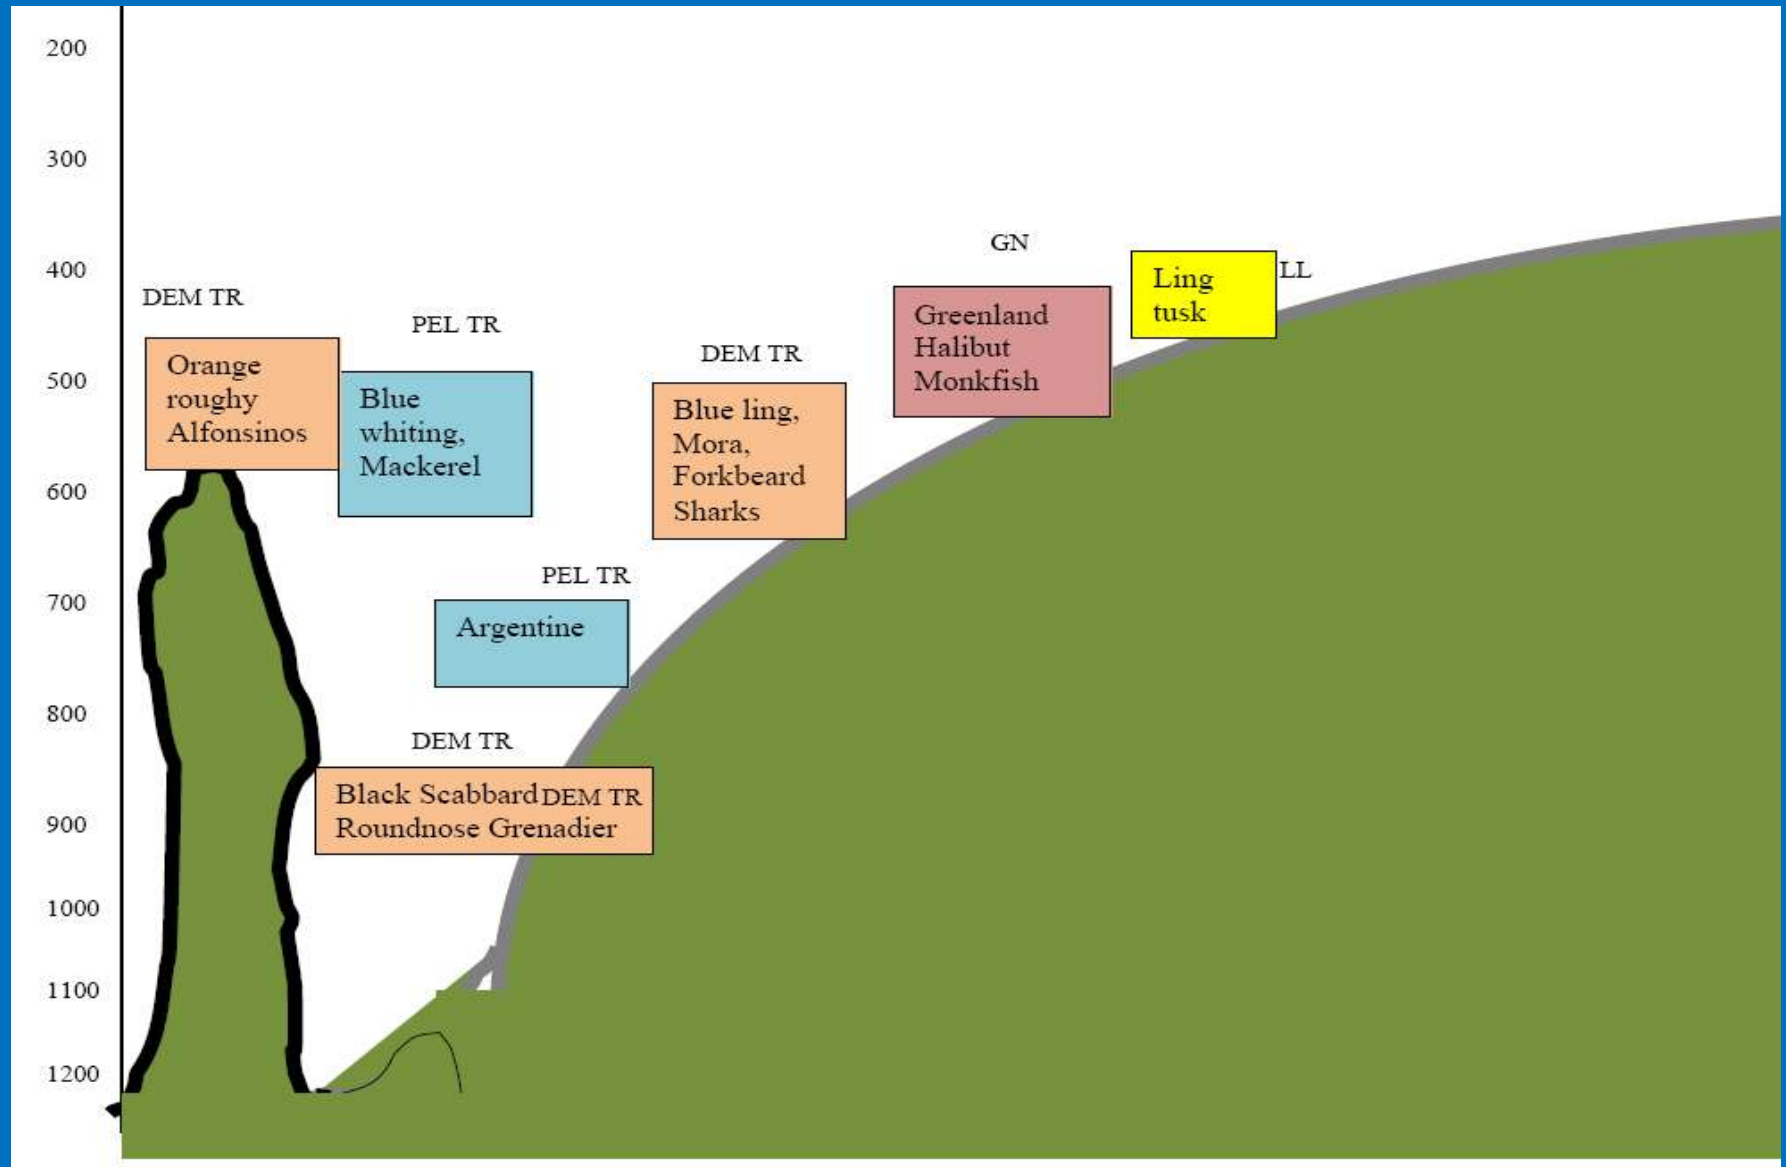 200
300
400
500
600
700
800
900
1000
1100
1200
DEM TR
Orange
roughy
Alfonsinos
PEL TR
Blue
whiting,
Mackerel
DEM TR
Blue ling,
Mora,
Forkbeard
Sharks
GN
Greenland
Halibut
Monkfish
Ling
tusk
LL
PEL TR
Argentine
DEM TR
Black Scabbard DEM TR
Roundnose Grenadier